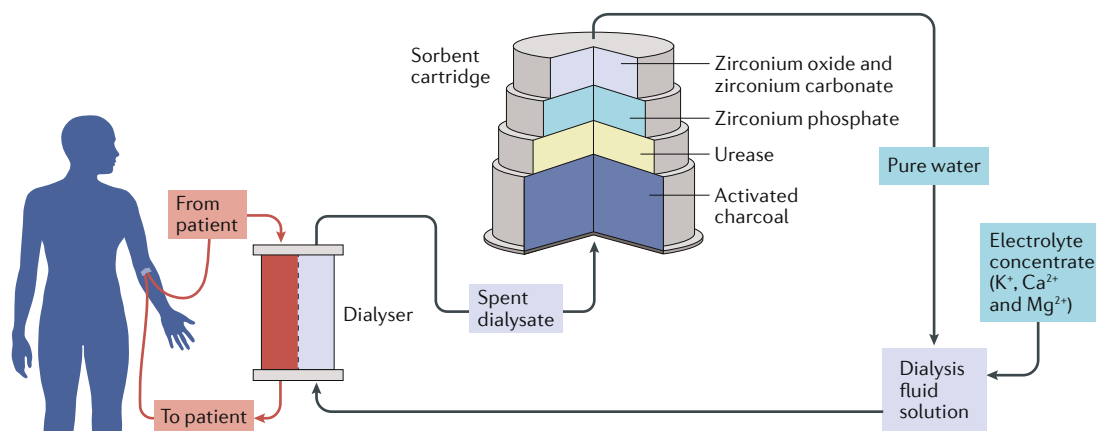 Sorbent
cartridge
Zirconium oxide and
zirconium carbonate
Zirconium phosphate
Urease
Activated
charcoal
Pure water
From
patient
Electrolyte
concentrate
(K⁺, Ca²⁺
and Mg²⁺)
Spent
dialysate
Dialyser
Dialysis
fluid
solution
To patient